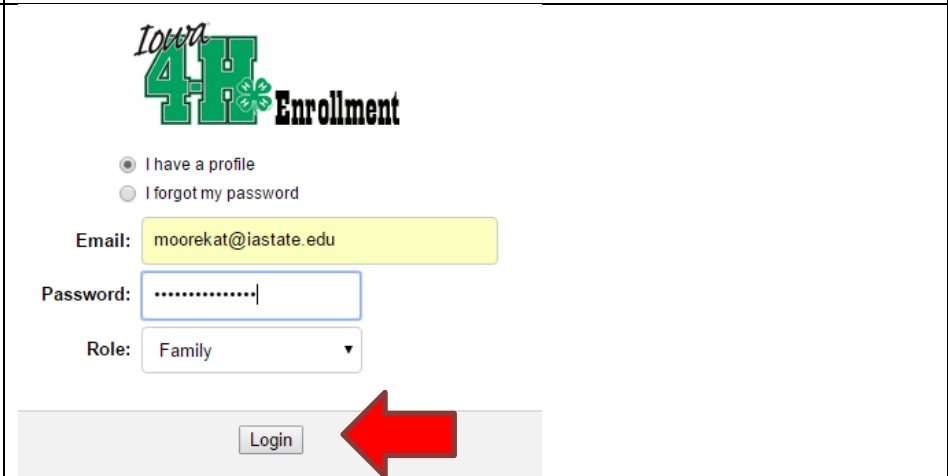 Iowa
4-H Enrollment
I have a profile
I forgot my password
Email: moorekat@iastate.edu
Password: •••••••••••••••
Role: Family
Login